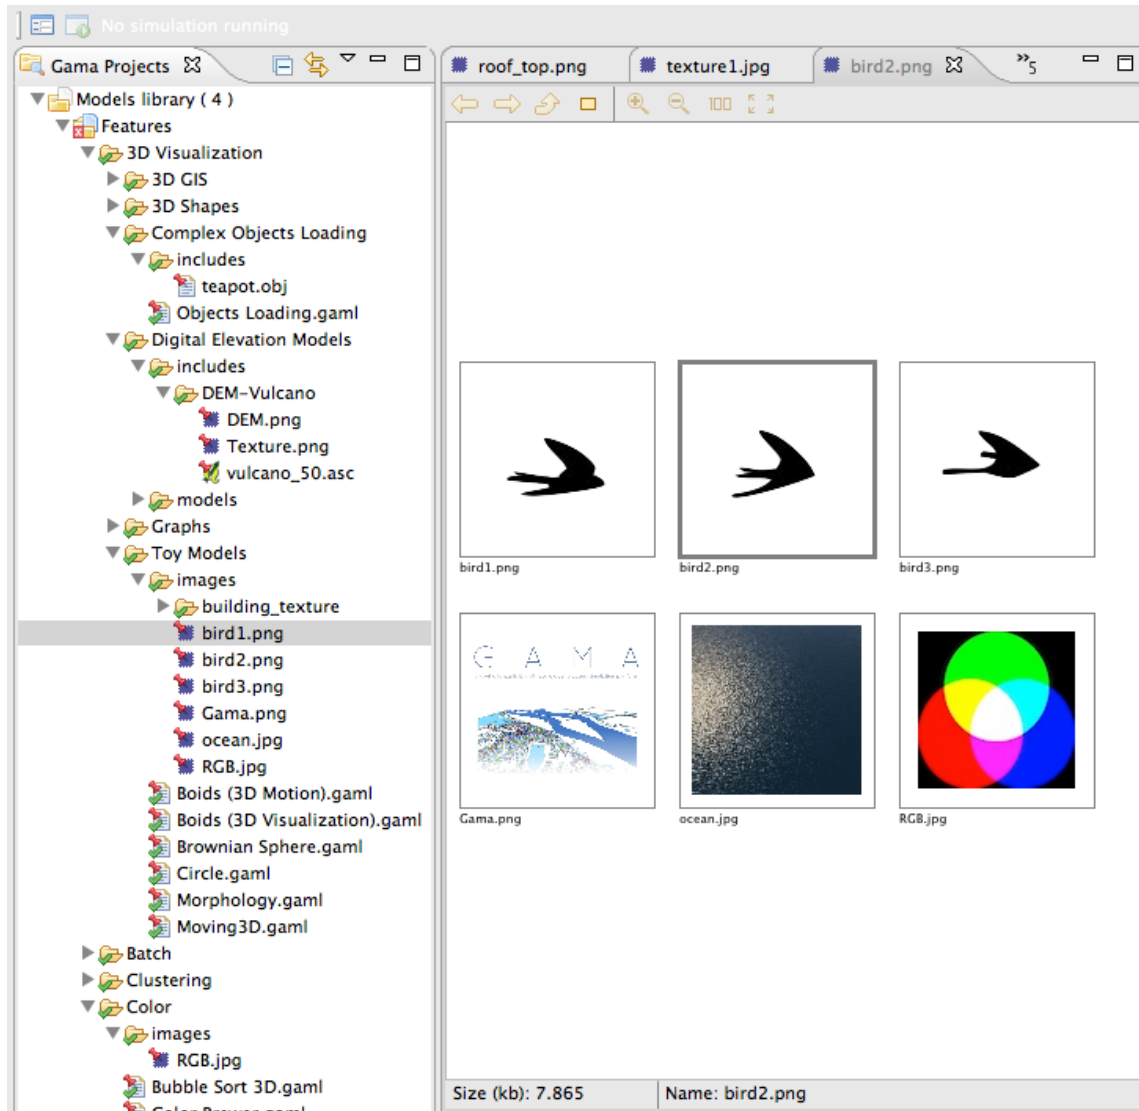 No simulation running
Gama Projects
Models library ( 4 )
Features
3D Visualization
3D GIS
3D Shapes
Complex Objects Loading
includes
teapot.obj
Objects Loading.gaml
Digital Elevation Models
includes
DEM-Vulcano
DEM.png
Texture.png
vulcano_50.asc
models
Graphs
Toy Models
images
building_texture
bird1.png
bird2.png
bird3.png
Gama.png
ocean.jpg
RGB.jpg
Boids (3D Motion).gaml
Boids (3D Visualization).gaml
Brownian Sphere.gaml
Circle.gaml
Morphology.gaml
Moving3D.gaml
Batch
Clustering
Color
images
RGB.jpg
Bubble Sort 3D.gaml
Color Brewer.gaml
roof_top.png texture1.jpg bird2.png »5
100
bird1.png bird2.png bird3.png
GAMA
Gama.png ocean.jpg RGB.jpg
Size (kb): 7.865 Name: bird2.png